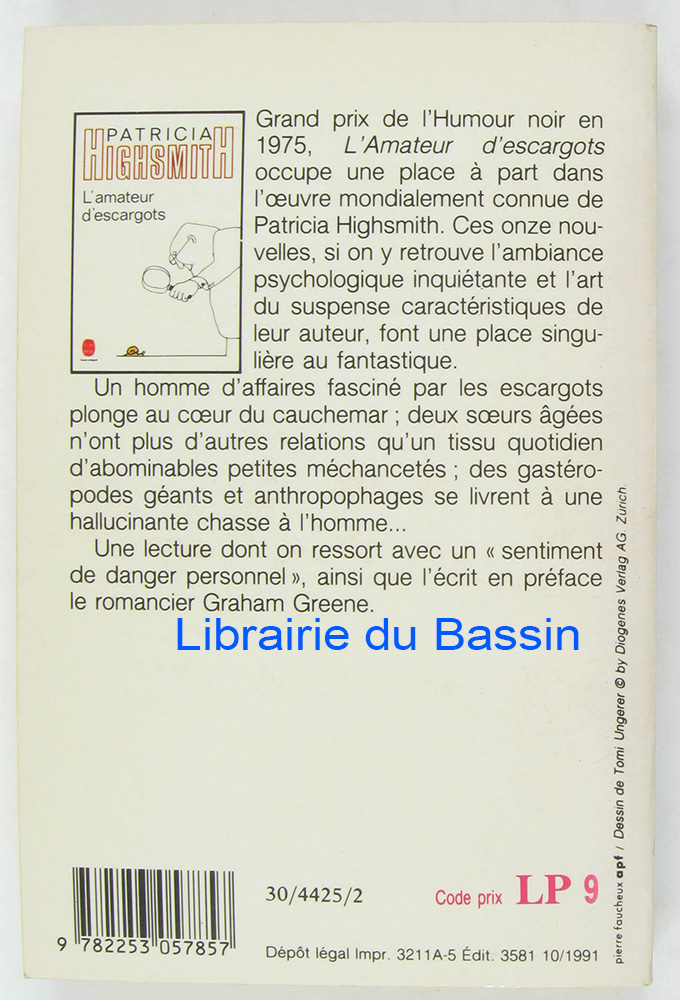 PATRICIA
HIGHSMITH
L'amateur
d'escargots
Grand prix de l'Humour noir en
1975, L'Amateur d'escargots
occupe une place à part dans
l'œuvre mondialement connue de
Patricia Highsmith. Ces onze nou-
velles, si on y retrouve l'ambiance
psychologique inquiétante et l'art
du suspense caractéristiques de
leur auteur, font une place singu-
lière au fantastique.
Un homme d'affaires fasciné par les escargots
plonge au cœur du cauchemar ; deux sœurs âgées
n'ont plus d'autres relations qu'un tissu quotidien
d'abominables petites méchancetés ; des gastéro-
podes géants et anthropophages se livrent à une
hallucinante chasse à l'homme...
Une lecture dont on ressort avec un « sentiment
de danger personnel », ainsi que l'écrit en préface
le romancier Graham Greene.
Librairie du Bassin
pierre faucheux apf / Dessin de Tomi Ungerer © by Diogenes Verlag AG. Zürich.
30/4425/2
Code prix LP 9
9 782253 057857
Dépôt légal Impr. 3211A-5 Édit. 3581 10/1991